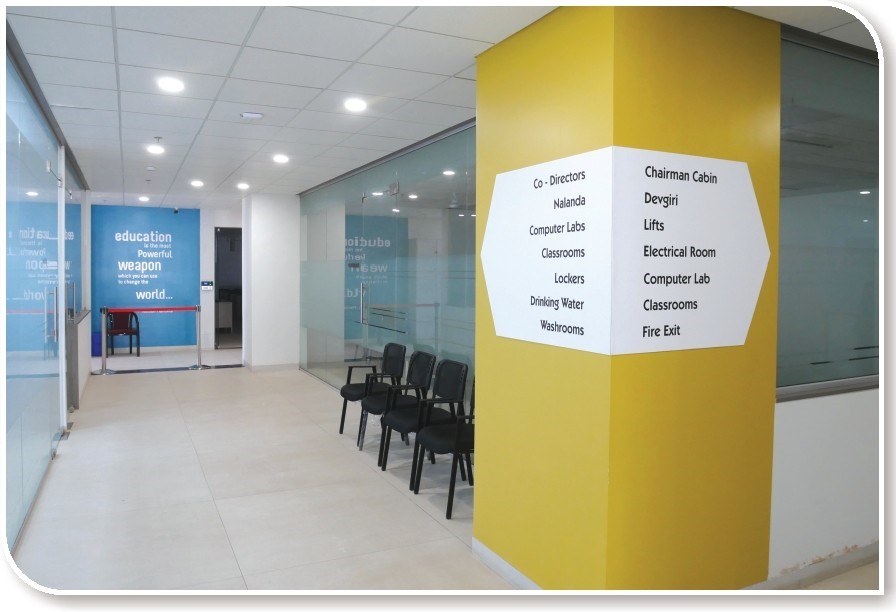 education
is the most
Powerful
weapon
which you can use
to change the
world...
Co - Directors
Nalanda
Computer Labs
Classrooms
Lockers
Drinking Water
Washrooms
Chairman Cabin
Devgiri
Lifts
Electrical Room
Computer Lab
Classrooms
Fire Exit